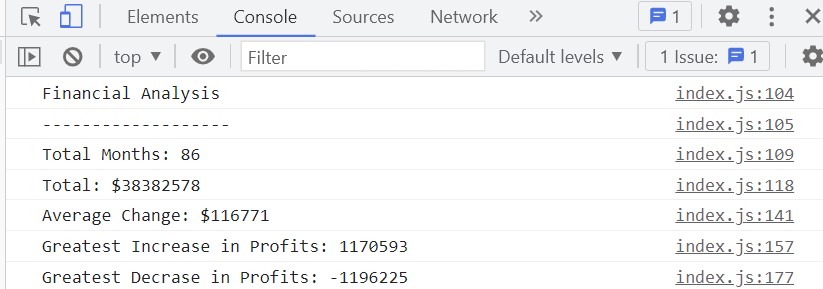 Elements Console Sources Network 1
top Filter Default levels 1 Issue: 1
Financial Analysis index.js:104
------------------- index.js:105
Total Months: 86 index.js:109
Total: $38382578 index.js:118
Average Change: $116771 index.js:141
Greatest Increase in Profits: 1170593 index.js:157
Greatest Decrase in Profits: -1196225 index.js:177